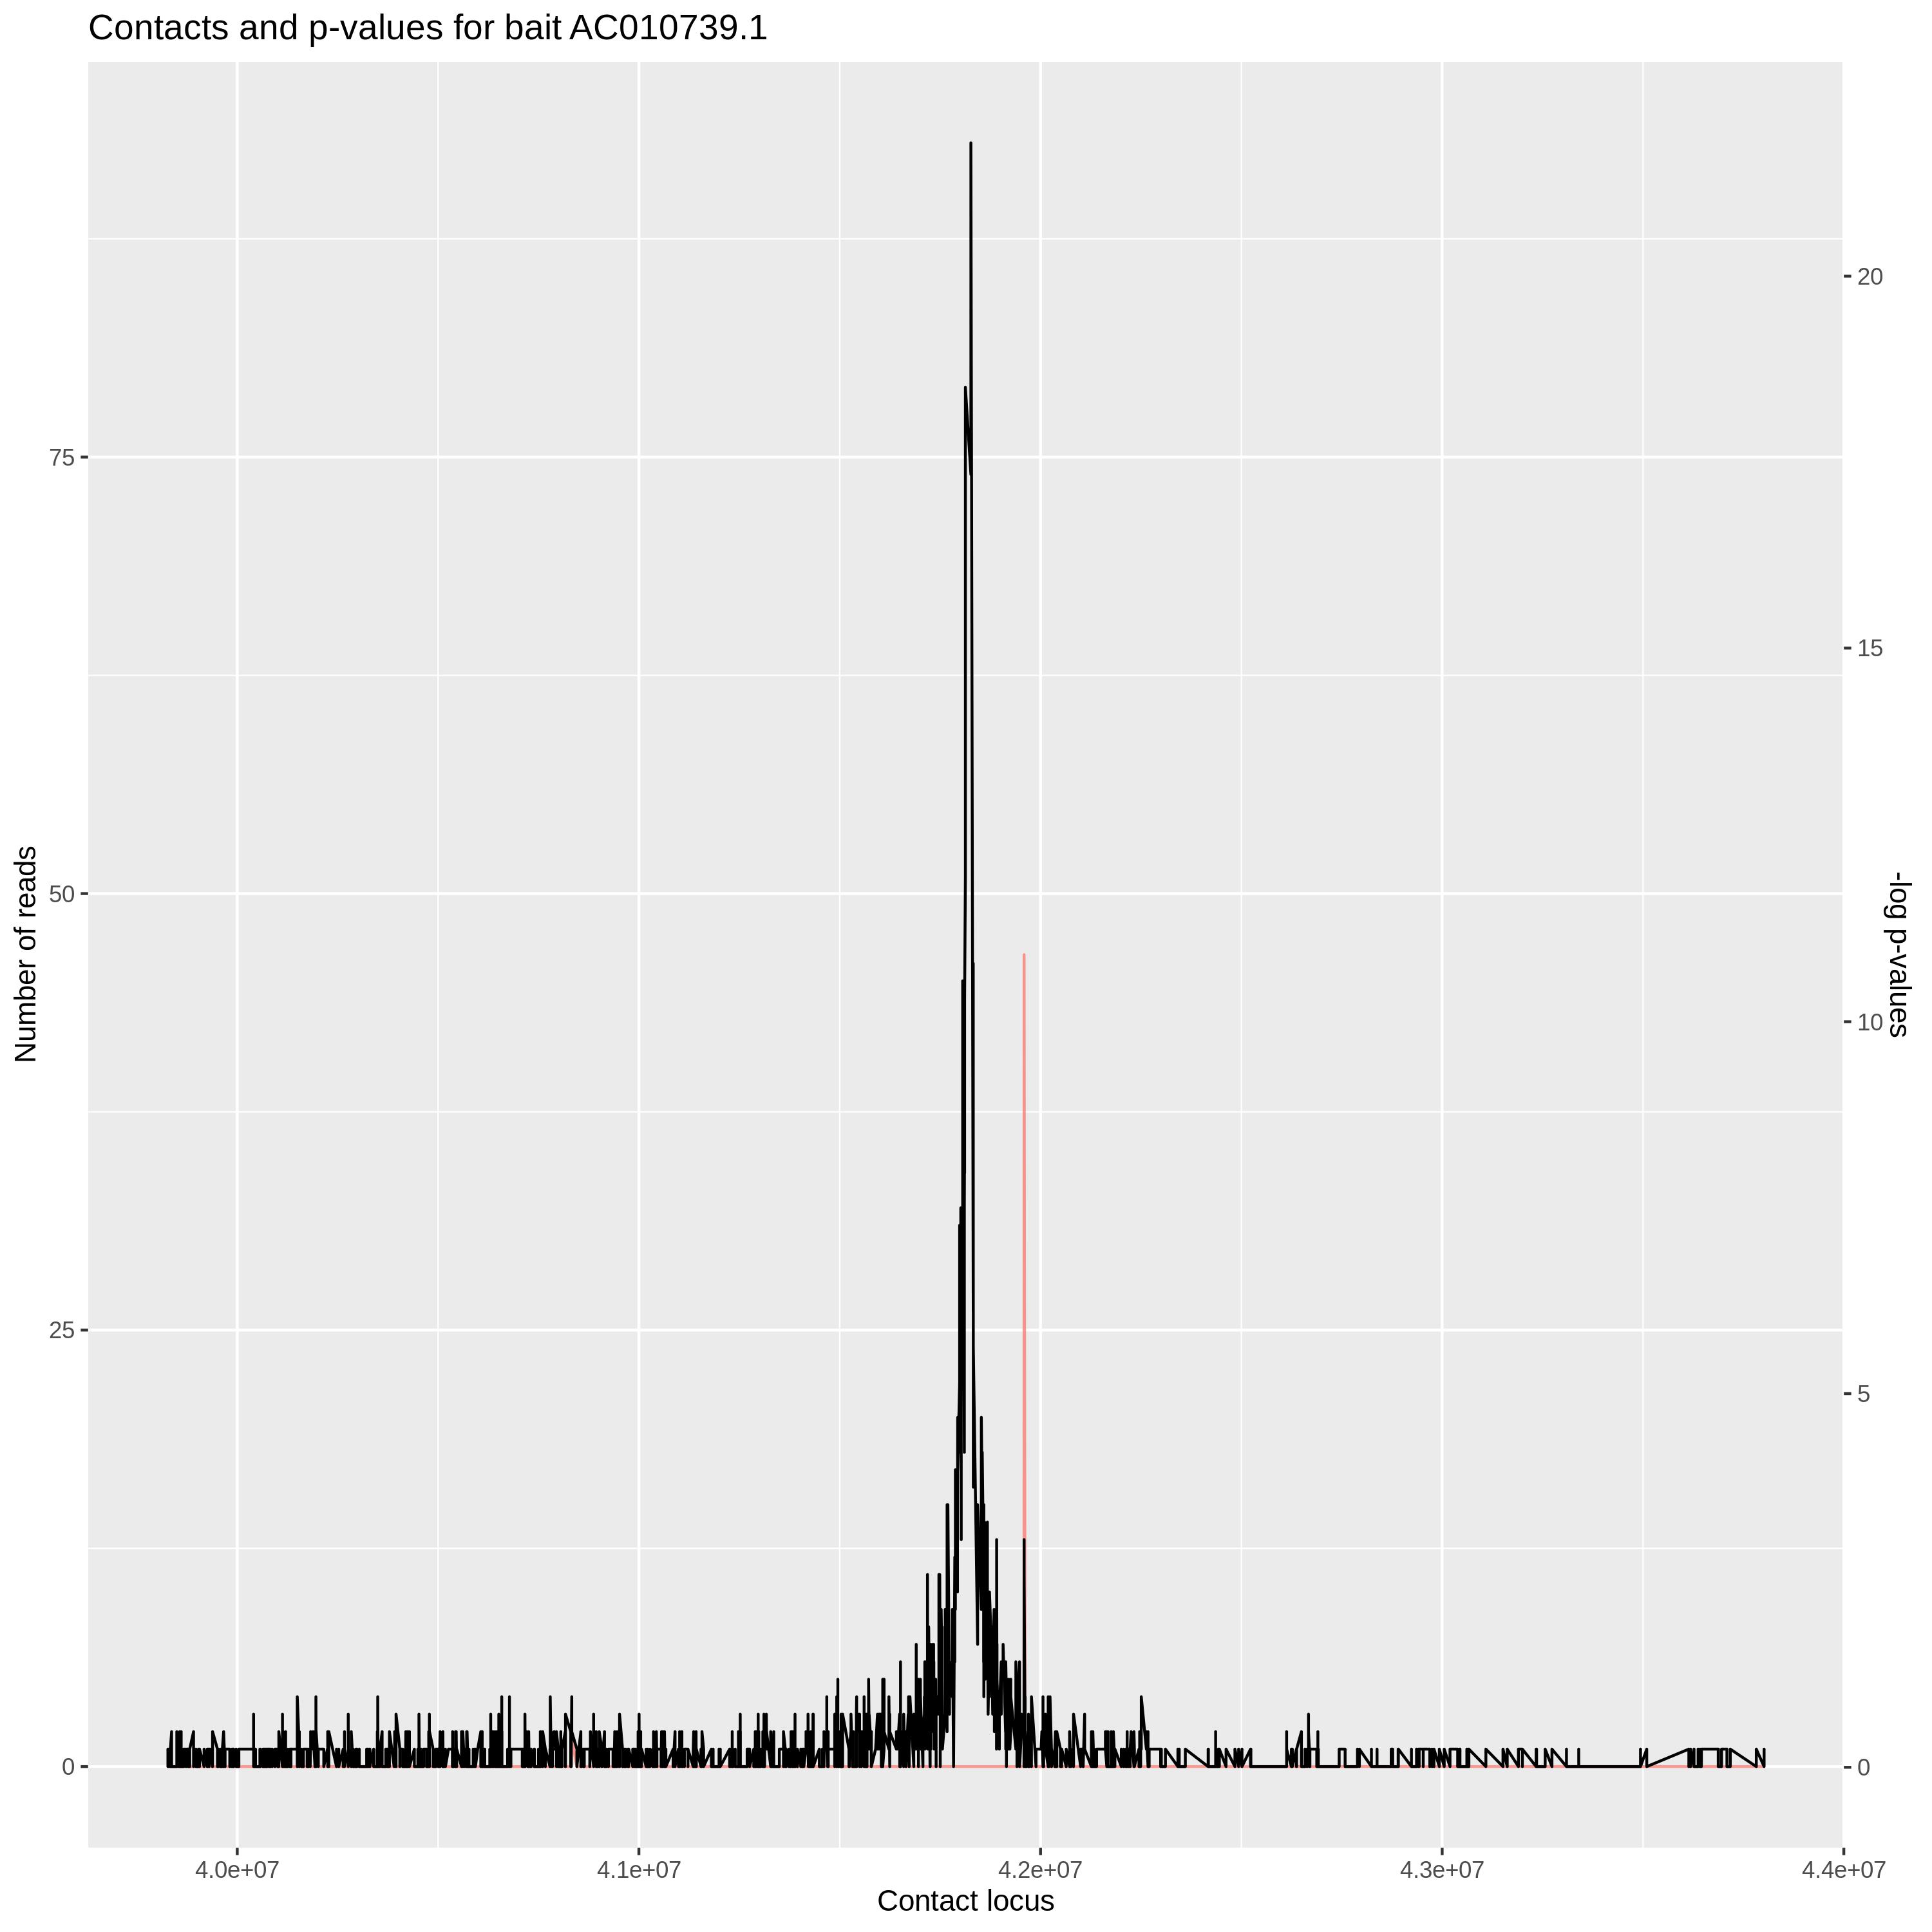 Contacts and p-values for bait AC010739.1
Number of reads
75
50
25
0
20
15
10
5
0
-log p-values
4.0e+07
4.1e+07
4.2e+07
4.3e+07
4.4e+07
Contact locus